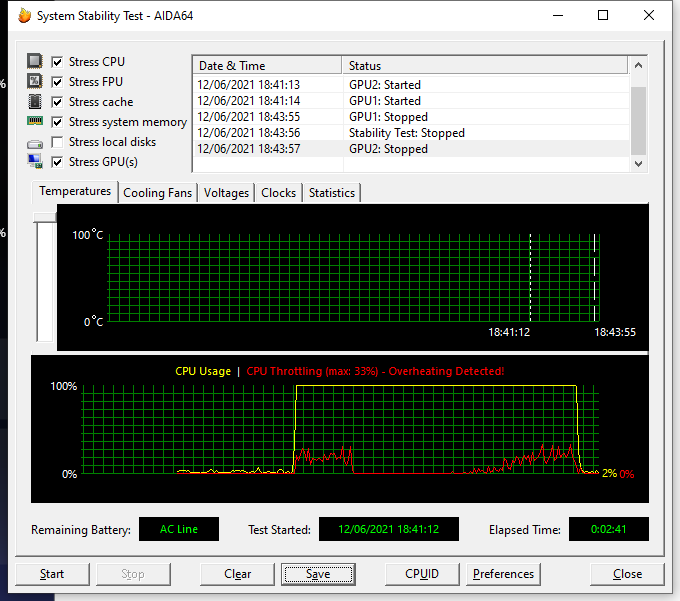 System Stability Test - AIDA64
Stress CPU
Stress FPU
Stress cache
Stress system memory
Stress local disks
Stress GPU(s)
Date & Time Status
12/06/2021 18:41:13 GPU2: Started
12/06/2021 18:41:14 GPU1: Started
12/06/2021 18:43:55 GPU1: Stopped
12/06/2021 18:43:56 Stability Test: Stopped
12/06/2021 18:43:57 GPU2: Stopped
Temperatures Cooling Fans Voltages Clocks Statistics
100°C
0°C
18:41:12 18:43:55
CPU Usage | CPU Throttling (max: 33%) - Overheating Detected!
100%
0% 2% 0%
Remaining Battery: AC Line Test Started: 12/06/2021 18:41:12 Elapsed Time: 0:02:41
Start Stop Clear Save CPUID Preferences Close